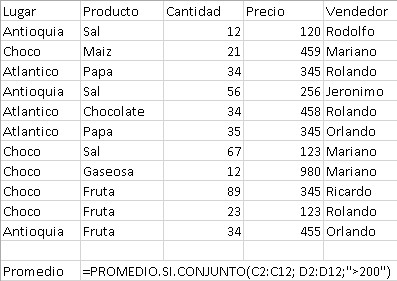 Lugar Producto Cantidad Precio Vendedor
Antioquia Sal 12 120 Rodolfo
Choco Maiz 21 459 Mariano
Atlantico Papa 34 345 Rolando
Antioquia Sal 56 256 Jeronimo
Atlantico Chocolate 34 458 Rolando
Atlantico Papa 35 345 Orlando
Choco Sal 67 123 Mariano
Choco Gaseosa 12 980 Mariano
Choco Fruta 89 345 Ricardo
Choco Fruta 23 123 Rolando
Antioquia Fruta 34 455 Orlando
Promedio =PROMEDIO.SI.CONJUNTO(C2:C12; D2:D12;">200")